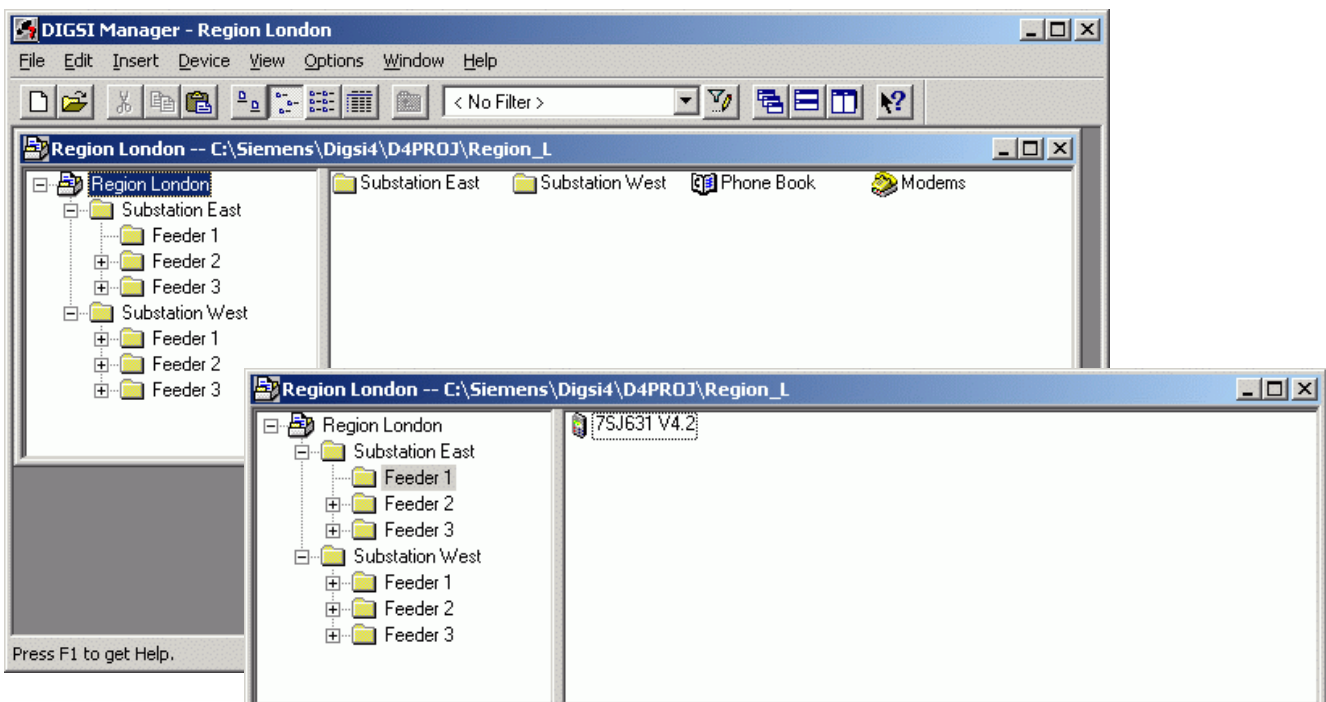 DIGSI Manager - Region London
File Edit Insert Device View Options Window Help
< No Filter >
Region London -- C:\Siemens\Digsi4\D4PROJ\Region_L
Region London
Substation East
Feeder 1
Feeder 2
Feeder 3
Substation West
Feeder 1
Feeder 2
Feeder 3
Substation East Substation West Phone Book Modems
Press F1 to get Help.
Region London -- C:\Siemens\Digsi4\D4PROJ\Region_L
Region London
Substation East
Feeder 1
Feeder 2
Feeder 3
Substation West
Feeder 1
Feeder 2
Feeder 3
7SJ631 V4.2